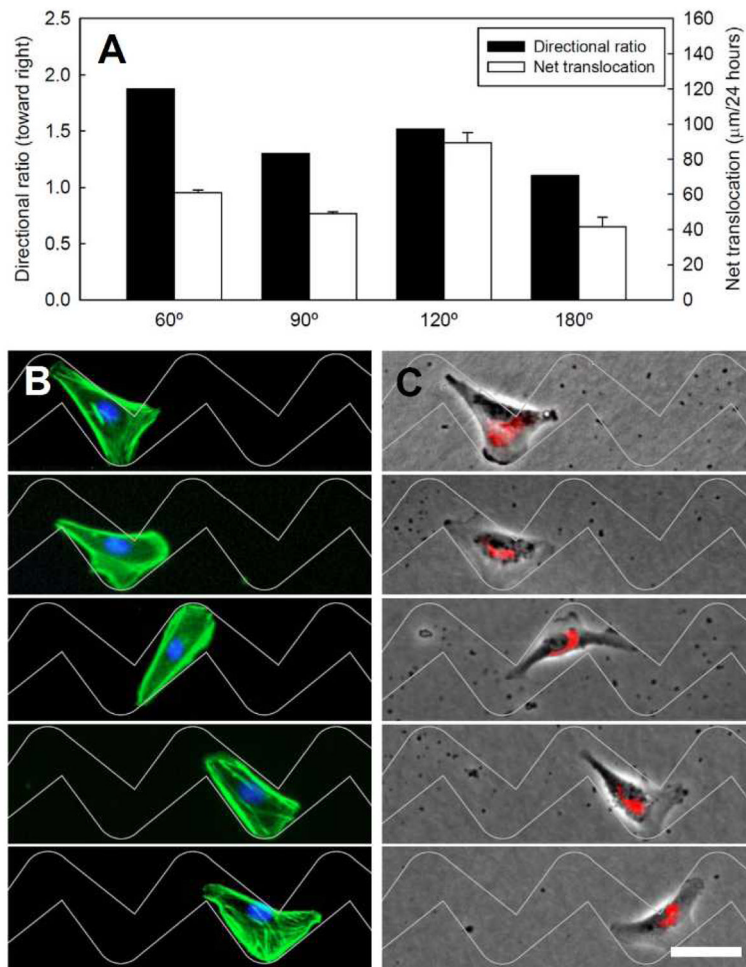 A
Directional ratio
Net translocation
Directional ratio (toward right)
2.5
2.0
1.5
1.0
0.5
0.0
Net translocation (μm/24 hours)
160
140
120
100
80
60
40
20
0
60º
90º
120º
180º
B
C